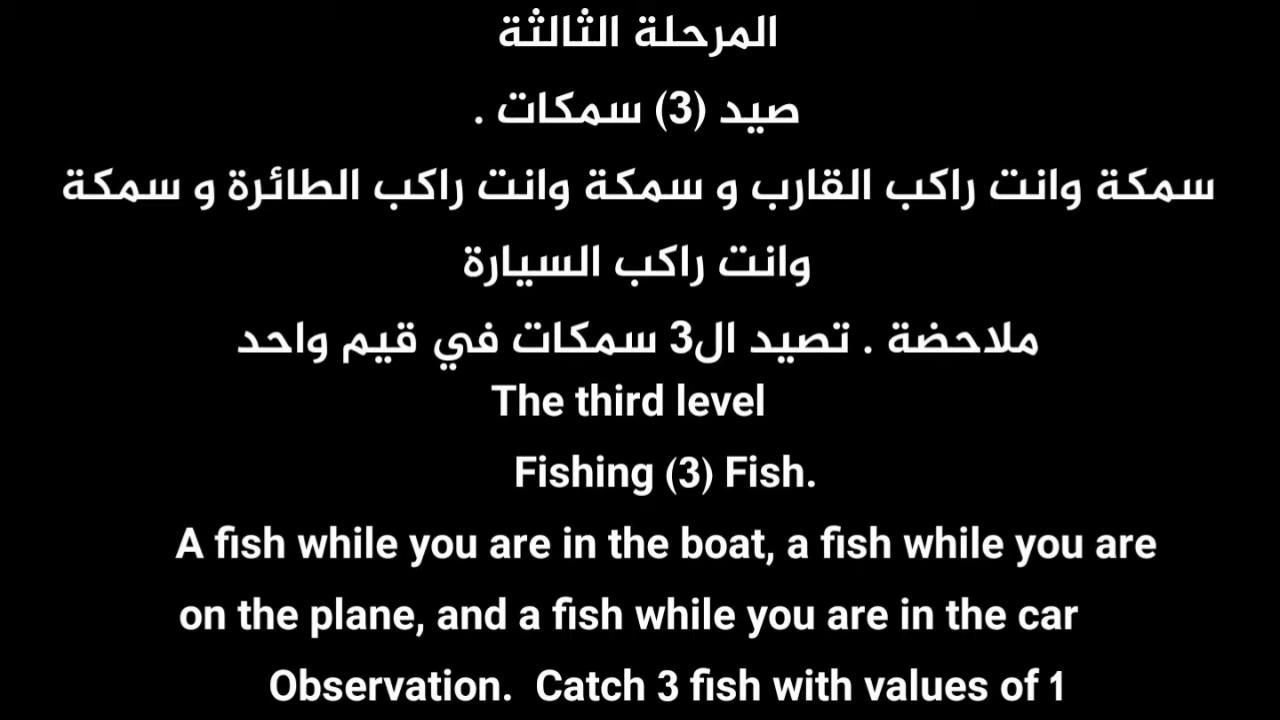 المرحلة الثالثة
صيد (3) سمكات .
سمكة وانت راكب القارب و سمكة وانت راكب الطائرة و سمكة
وانت راكب السيارة
ملاحضة . تصيد ال3 سمكات في قيم واحد
The third level
Fishing (3) Fish.
A fish while you are in the boat, a fish while you are
on the plane, and a fish while you are in the car
Observation.  Catch 3 fish with values of 1